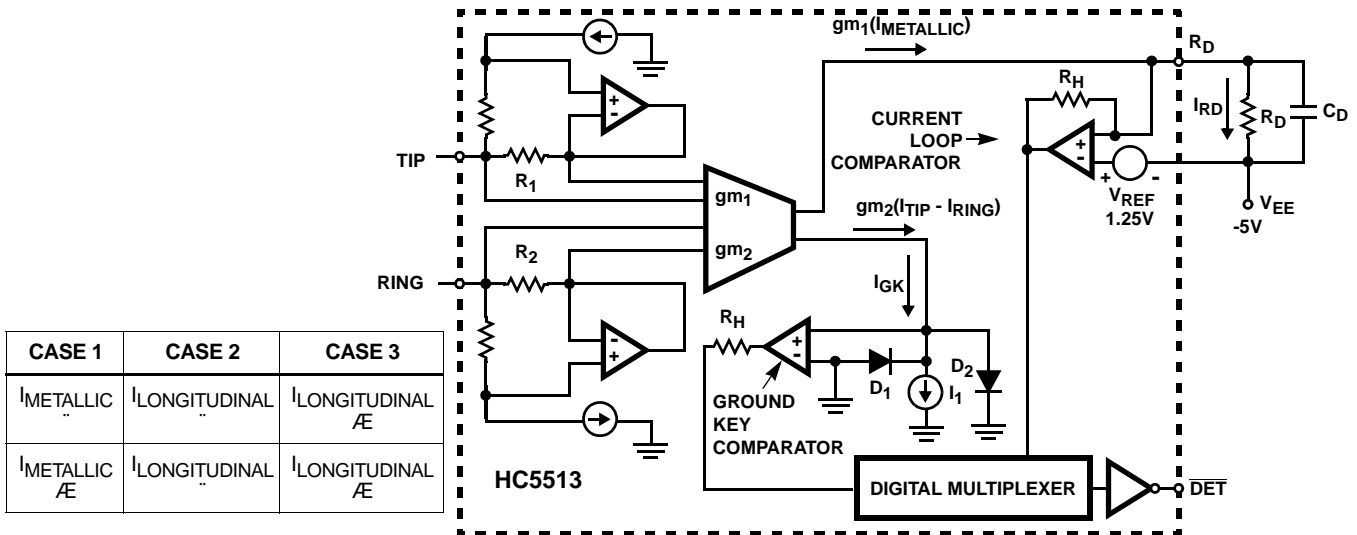 gm1(IMETALLIC)
RD
RH
IRD
RD
CD
CURRENT
LOOP
COMPARATOR
+
-
TIP
R1
+
-
+
-
VREF
1.25V
VEE
-5V
gm1
gm2(ITIP - IRING)
gm2
R2
RING
IGK
RH
-
+
+
-
D1
D2
I1
GROUND
KEY
COMPARATOR
CASE 1 CASE 2 CASE 3
IMETALLIC ILONGITUDINAL ILONGITUDINAL
¨ ¨ Æ
IMETALLIC ILONGITUDINAL ILONGITUDINAL
Æ ¨ Æ
HC5513
DIGITAL MULTIPLEXER
DET